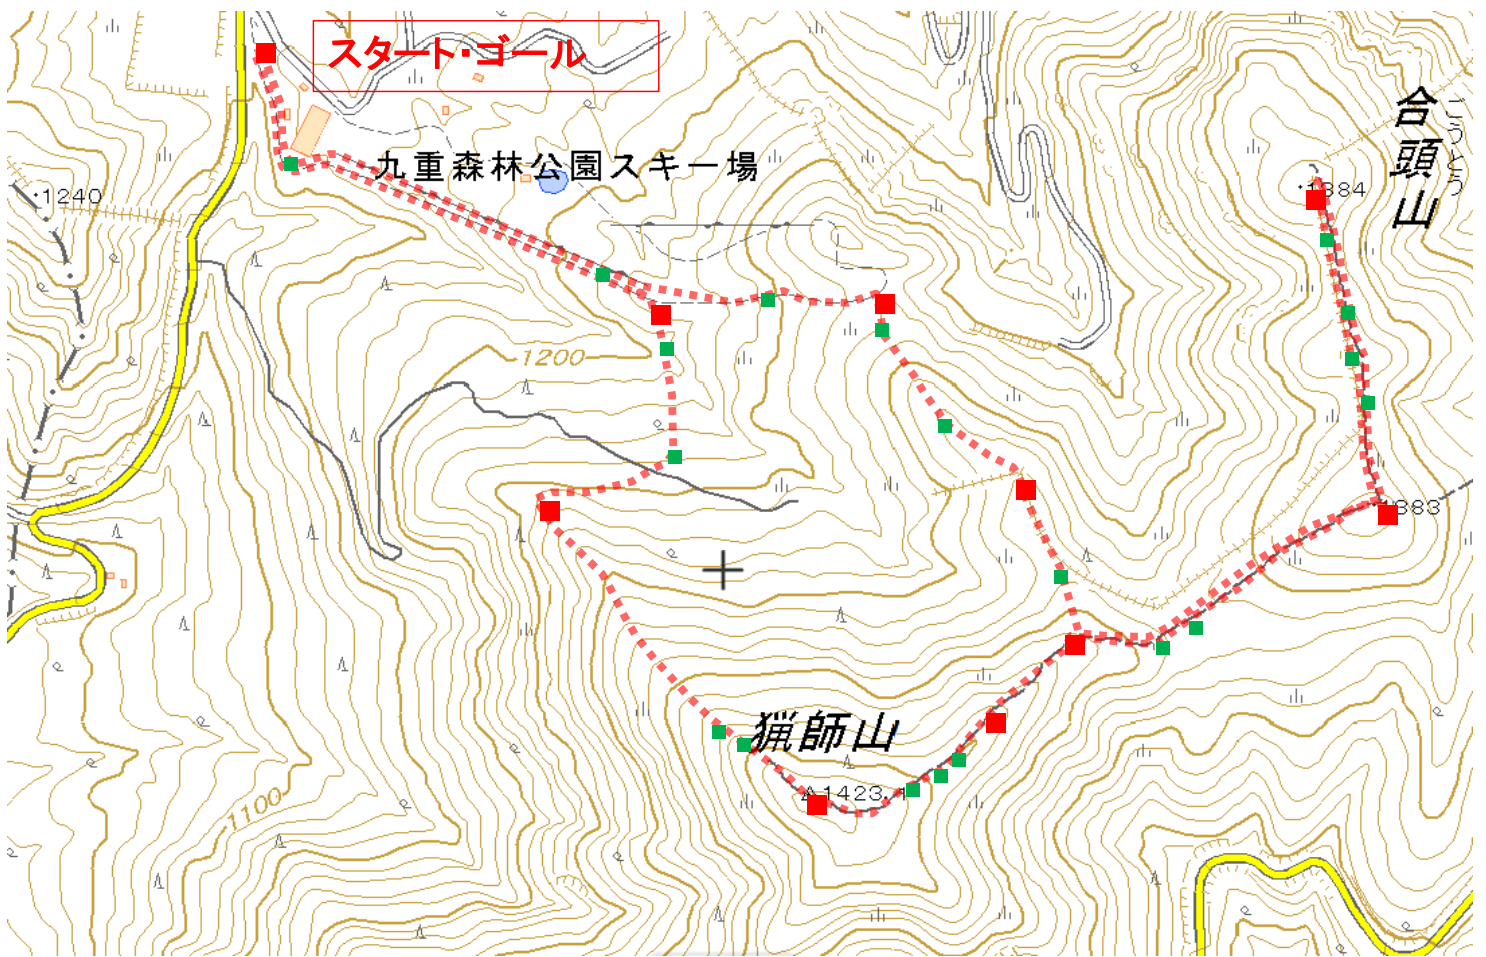 スタート・ゴール
合頭山
ごうとう
九重森林公園スキー場
・1384
・1240
1200
・1383
猟師山
△1423.1
1100